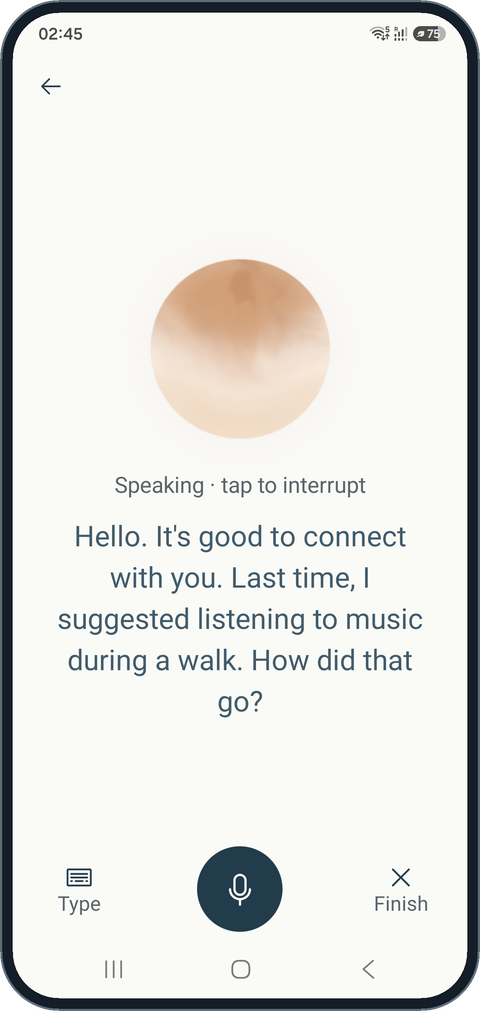 02:45
75
Speaking · tap to interrupt
Hello. It's good to connect
with you. Last time, I
suggested listening to music
during a walk. How did that
go?
Type
Finish